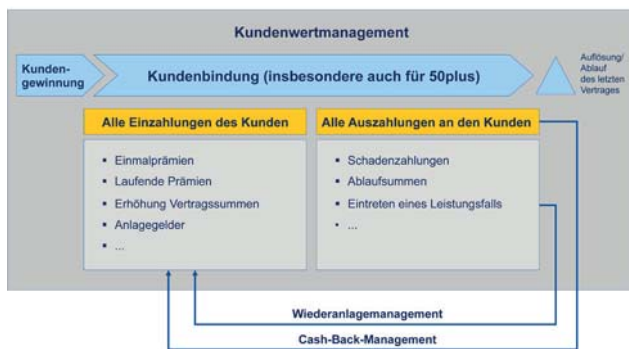 Kundenwertmanagement
Kunden-
gewinnung
Kundenbindung (insbesondere auch für 50plus)
Auflösung/
Ablauf
des letzten
Vertrages
Alle Einzahlungen des Kunden
▪ Einmalprämien
▪ Laufende Prämien
▪ Erhöhung Vertragssummen
▪ Anlagegelder
▪ ...
Alle Auszahlungen an den Kunden
▪ Schadenzahlungen
▪ Ablaufsummen
▪ Eintreten eines Leistungsfalls
▪ ...
Wiederanlagemanagement
Cash-Back-Management